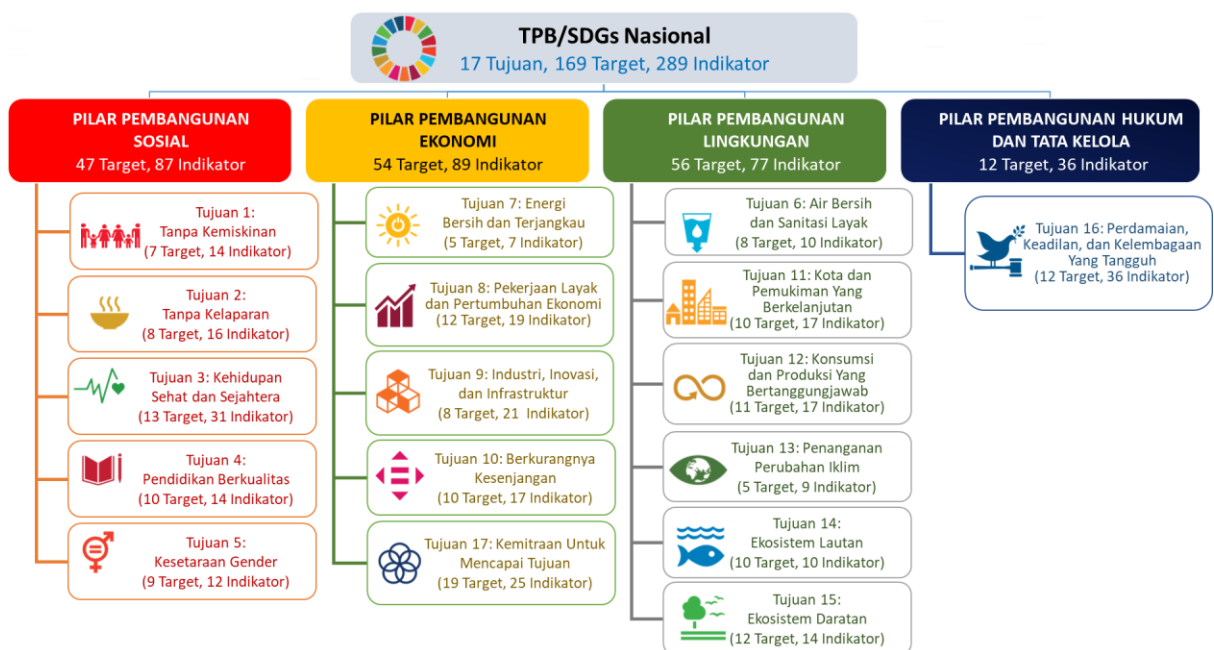 TPB/SDGs Nasional
17 Tujuan, 169 Target, 289 Indikator
PILAR PEMBANGUNAN
SOSIAL
47 Target, 87 Indikator
Tujuan 1:
Tanpa Kemiskinan
(7 Target, 14 Indikator)
Tujuan 2:
Tanpa Kelaparan
(8 Target, 16 Indikator)
Tujuan 3: Kehidupan
Sehat dan Sejahtera
(13 Target, 31 Indikator)
Tujuan 4:
Pendidikan Berkualitas
(10 Target, 14 Indikator)
Tujuan 5:
Kesetaraan Gender
(9 Target, 12 Indikator)
PILAR PEMBANGUNAN
EKONOMI
54 Target, 89 Indikator
Tujuan 7: Energi
Bersih dan Terjangkau
(5 Target, 7 Indikator)
Tujuan 8: Pekerjaan Layak
dan Pertumbuhan Ekonomi
(12 Target, 19 Indikator)
Tujuan 9: Industri, Inovasi,
dan Infrastruktur
(8 Target, 21 Indikator)
Tujuan 10: Berkurangnya
Kesenjangan
(10 Target, 17 Indikator)
Tujuan 17: Kemitraan Untuk
Mencapai Tujuan
(19 Target, 25 Indikator)
PILAR PEMBANGUNAN
LINGKUNGAN
56 Target, 77 Indikator
Tujuan 6: Air Bersih
dan Sanitasi Layak
(8 Target, 10 Indikator)
Tujuan 11: Kota dan
Pemukiman Yang
Berkelanjutan
(10 Target, 17 Indikator)
Tujuan 12: Konsumsi
dan Produksi Yang
Bertanggungjawab
(11 Target, 17 Indikator)
Tujuan 13: Penanganan
Perubahan Iklim
(5 Target, 9 Indikator)
Tujuan 14:
Ekosistem Lautan
(10 Target, 10 Indikator)
Tujuan 15:
Ekosistem Daratan
(12 Target, 14 Indikator)
PILAR PEMBANGUNAN HUKUM
DAN TATA KELOLA
12 Target, 36 Indikator
Tujuan 16: Perdamaian,
Keadilan, dan Kelembagaan
Yang Tangguh
(12 Target, 36 Indikator)